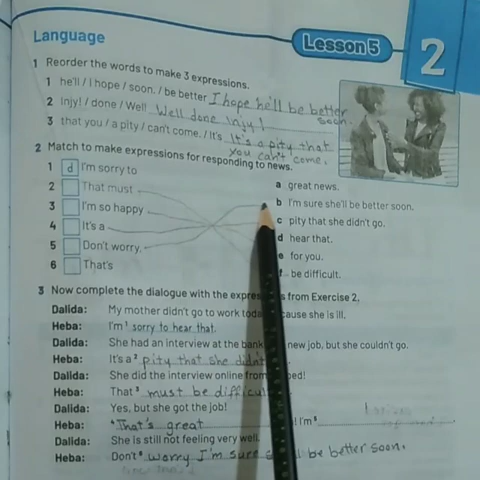 Language
Lesson 5
2
1 Reorder the words to make 3 expressions.
1 he'll / I hope / soon. / be better I hope he'll be better soon.
2 Injy! / done / Well! Well done Injy!
3 that you / a pity / can't come. / It's It's a pity that you can't come.
2 Match to make expressions for responding to news.
1 d I'm sorry to
2 That must
3 I'm so happy
4 It's a
5 Don't worry.
6 That's
a great news.
b I'm sure she'll be better soon.
c pity that she didn't go.
d hear that.
e for you.
f be difficult.
3 Now complete the dialogue with the from Exercise 2.
Dalida: My mother didn't go to work she is ill.
Heba: I'm ¹ sorry to hear that.
Dalida: She had an interview at the new job, but she couldn't go.
Heba: It's a ² pity that she
Dalida: She did the interview online from
Heba: That ³ must be
Dalida: Yes, but she got the job!
Heba: ⁴ That's great ! I'm ⁵
Dalida: She is still not feeling very well.
Heba: Don't ⁶ worry I'm sure be better soon.